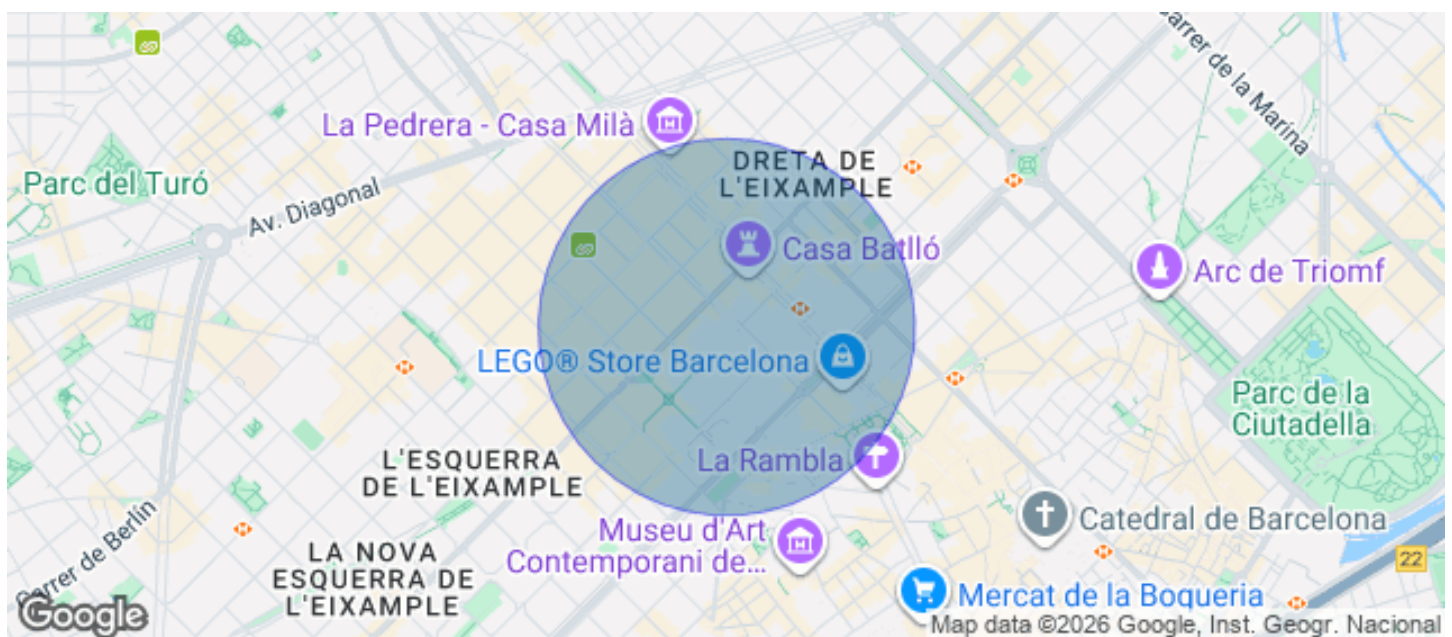 Carrer de la Marina
La Pedrera - Casa Milà
DRETA DE
L'EIXAMPLE
Parc del Turó
Av. Diagonal
Casa Batlló
Arc de Triomf
LEGO® Store Barcelona
Parc de la
Ciutadella
L'ESQUERRA
DE L'EIXAMPLE
La Rambla
Carrer de Berlín
Museu d'Art
Contemporani de...
Catedral de Barcelona
LA NOVA
ESQUERRA DE
L'EIXAMPLE
22
Mercat de la Boqueria
Google
Map data ©2026 Google, Inst. Geogr. Nacional